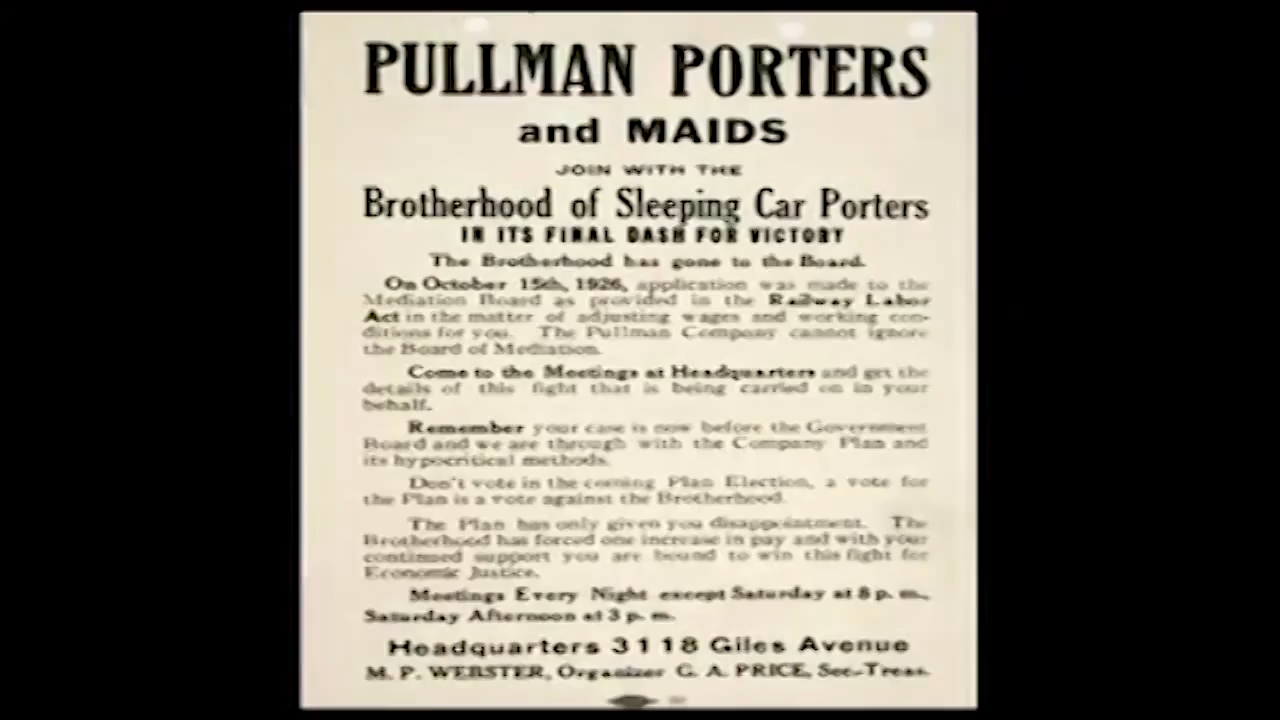 PULLMAN PORTERS
and MAIDS
JOIN WITH THE
Brotherhood of Sleeping Car Porters
IN ITS FINAL DASH FOR VICTORY
The Brotherhood has gone to the Board.
On October 15th, 1926, application was made to the
Mediation Board as provided in the Railway Labor
Act in the matter of adjusting wages and working con-
ditions for you. The Pullman Company cannot ignore
the Board of Mediation.
Come to the Meetings at Headquarters and get the
details of this fight that is being carried on in your
behalf.
Remember your case is now before the Government
Board and we are through with the Company Plan and
its hypocritical methods.
Don't vote in the coming Plan Election, a vote for
the Plan is a vote against the Brotherhood.
The Plan has only given you disappointment. The
Brotherhood has forced one increase in pay and with your
continued support you are bound to win this fight for
Economic Justice.
Meetings Every Night except Saturday at 8 p. m.,
Saturday Afternoon at 3 p. m.
Headquarters 3118 Giles Avenue
M. P. WEBSTER, Organizer G. A. PRICE, Sec-Treas.